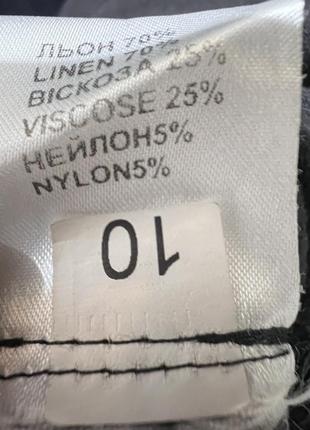 ЛЬОН 70%
LINEN 70%
ВІСКОЗА 25%
VISCOSE 25%
НЕЙЛОН5%
NYLON5%
10